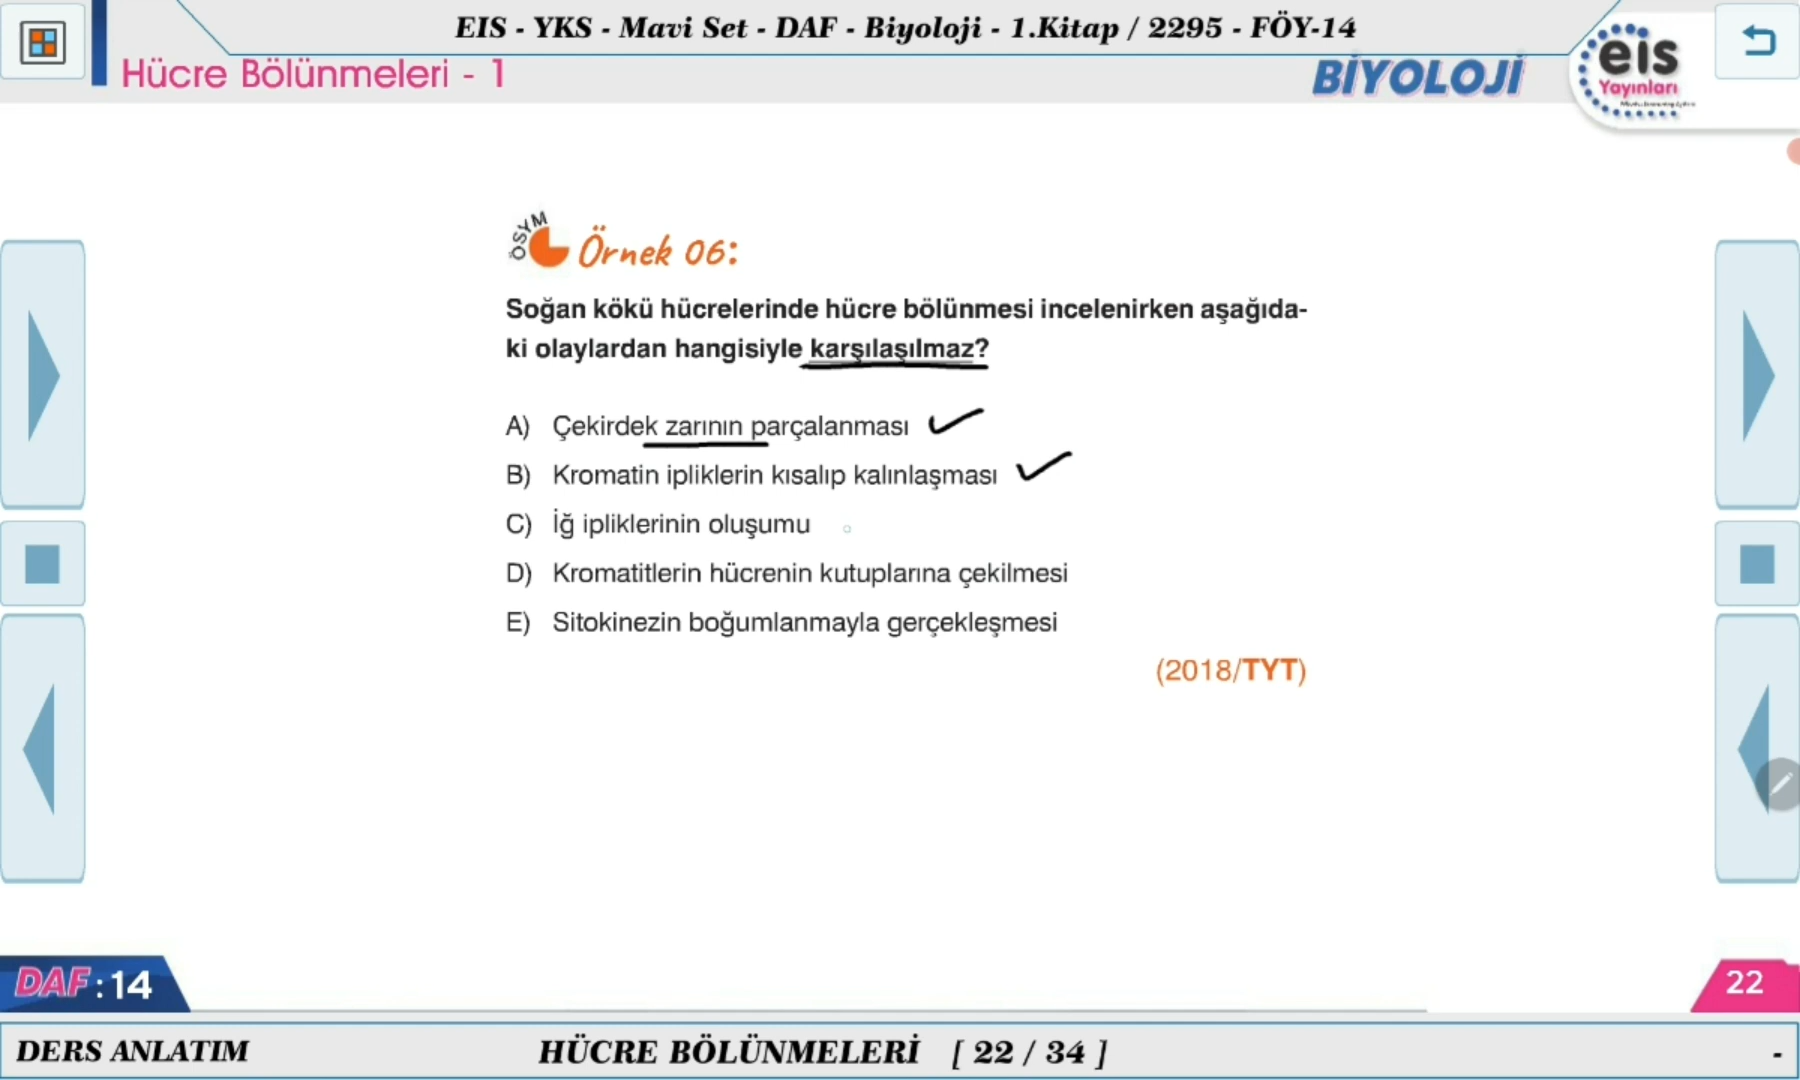 EIS - YKS - Mavi Set - DAF - Biyoloji - 1.Kitap / 2295 - FÖY-14
Hücre Bölünmeleri - 1
BİYOLOJİ
eis
Yayınları
ÖSYM
Örnek 06:
Soğan kökü hücrelerinde hücre bölünmesi incelenirken aşağıda-
ki olaylardan hangisiyle karşılaşılmaz?
A) Çekirdek zarının parçalanması
B) Kromatin ipliklerin kısalıp kalınlaşması
C) İğ ipliklerinin oluşumu
D) Kromatitlerin hücrenin kutuplarına çekilmesi
E) Sitokinezin boğumlanmayla gerçekleşmesi
(2018/TYT)
DAF : 14
22
DERS ANLATIM
HÜCRE BÖLÜNMELERİ [ 22 / 34 ]
-